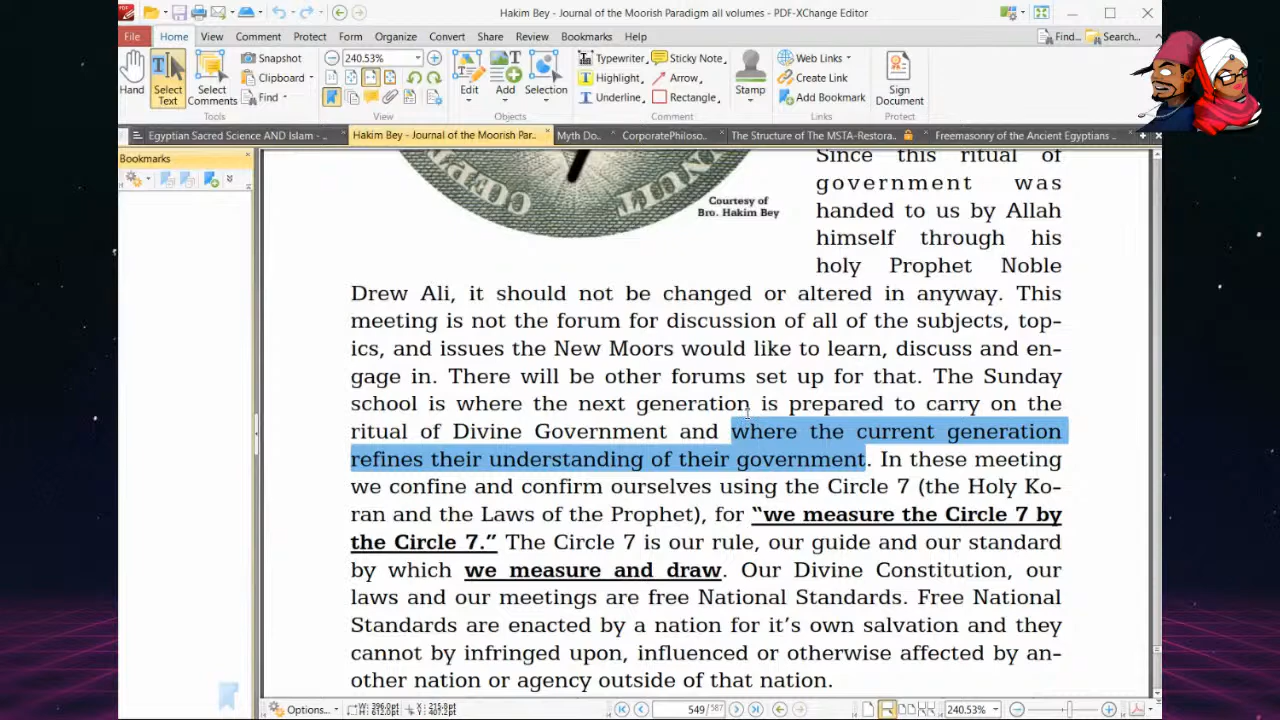 Hakim Bey - Journal of the Moorish Paradigm all volumes - PDF-XChange Editor
File Home View Comment Protect Form Organize Convert Share Review Bookmarks Help Find... Search...
Hand
Select Text
Select Comments
Snapshot
Clipboard
Find
Tools
240.53%
View
Edit
Add
Selection
Objects
Typewriter
Highlight
Underline
Sticky Note
Arrow
Rectangle
Comment
Stamp
Web Links
Create Link
Add Bookmark
Links
Sign Document
Protect
Egyptian Sacred Science AND Islam - ... Hakim Bey - Journal of the Moorish Par... Myth Do... CorporatePhiloso... The Structure of The MSTA-Restora... Freemasony of the Ancient Egyptians ...
Bookmarks
Courtesy of
Bro. Hakim Bey
Since this ritual of
government was
handed to us by Allah
himself through his
holy Prophet Noble
Drew Ali, it should not be changed or altered in anyway. This
meeting is not the forum for discussion of all of the subjects, top-
ics, and issues the New Moors would like to learn, discuss and en-
gage in. There will be other forums set up for that. The Sunday
school is where the next generation is prepared to carry on the
ritual of Divine Government and where the current generation
refines their understanding of their government. In these meeting
we confine and confirm ourselves using the Circle 7 (the Holy Ko-
ran and the Laws of the Prophet), for “we measure the Circle 7 by
the Circle 7.” The Circle 7 is our rule, our guide and our standard
by which we measure and draw. Our Divine Constitution, our
laws and our meetings are free National Standards. Free National
Standards are enacted by a nation for it’s own salvation and they
cannot by infringed upon, influenced or otherwise affected by an-
other nation or agency outside of that nation.
Options...
549 / 587
240.53%